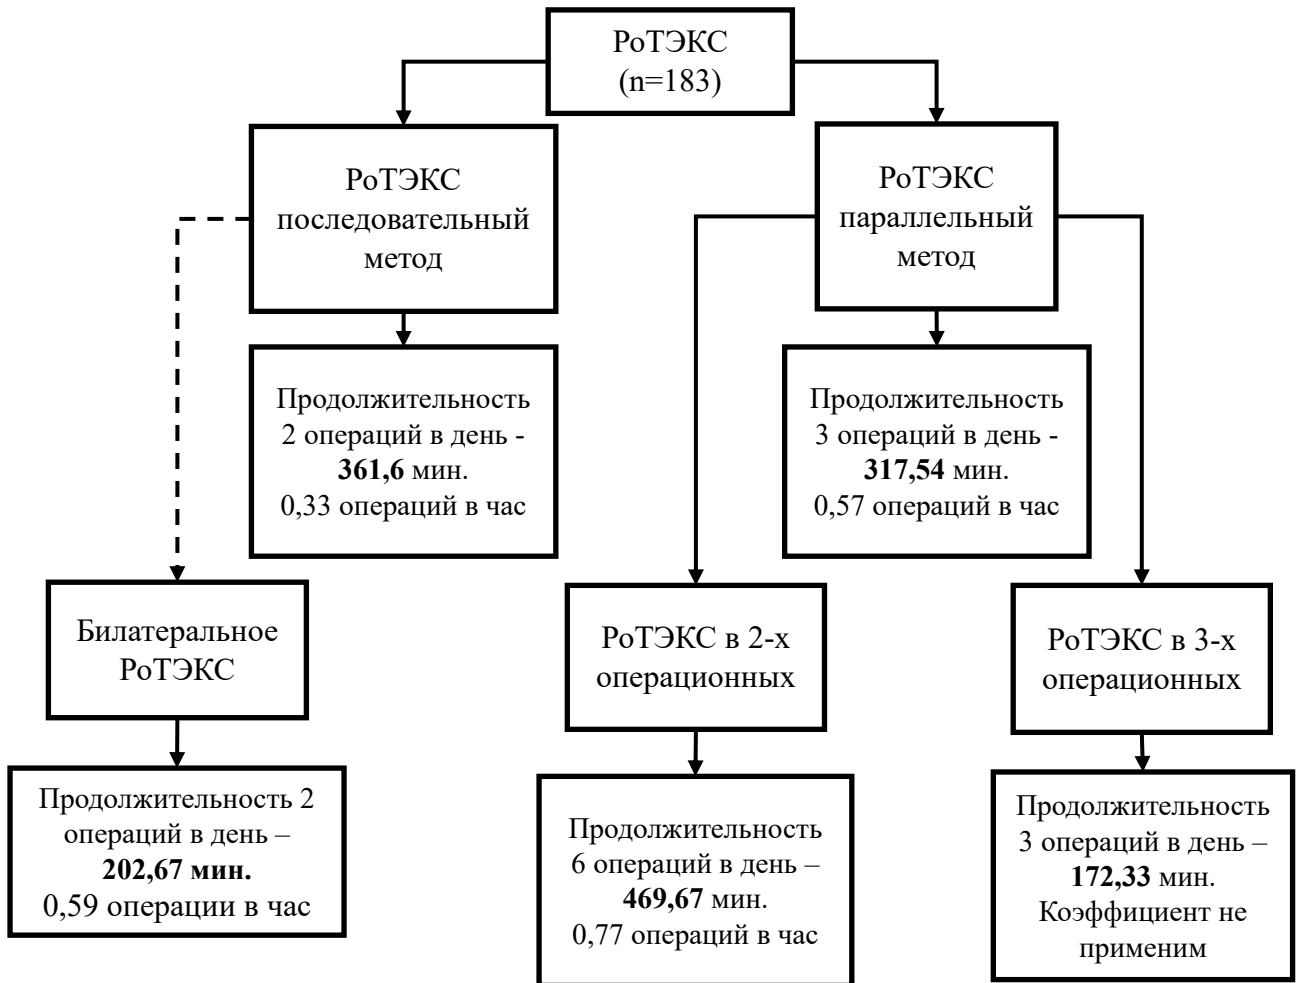 РоТЭКС
(n=183)
РоТЭКС
последовательный
метод
РоТЭКС
параллельный
метод
Продолжительность
2 операций в день -
361,6 мин.
0,33 операций в час
Продолжительность
3 операций в день -
317,54 мин.
0,57 операций в час
Билатеральное
РоТЭКС
РоТЭКС в 2-х
операционных
РоТЭКС в 3-х
операционных
Продолжительность 2
операций в день –
202,67 мин.
0,59 операции в час
Продолжительность
6 операций в день –
469,67 мин.
0,77 операций в час
Продолжительность
3 операций в день –
172,33 мин.
Коэффициент не
применим